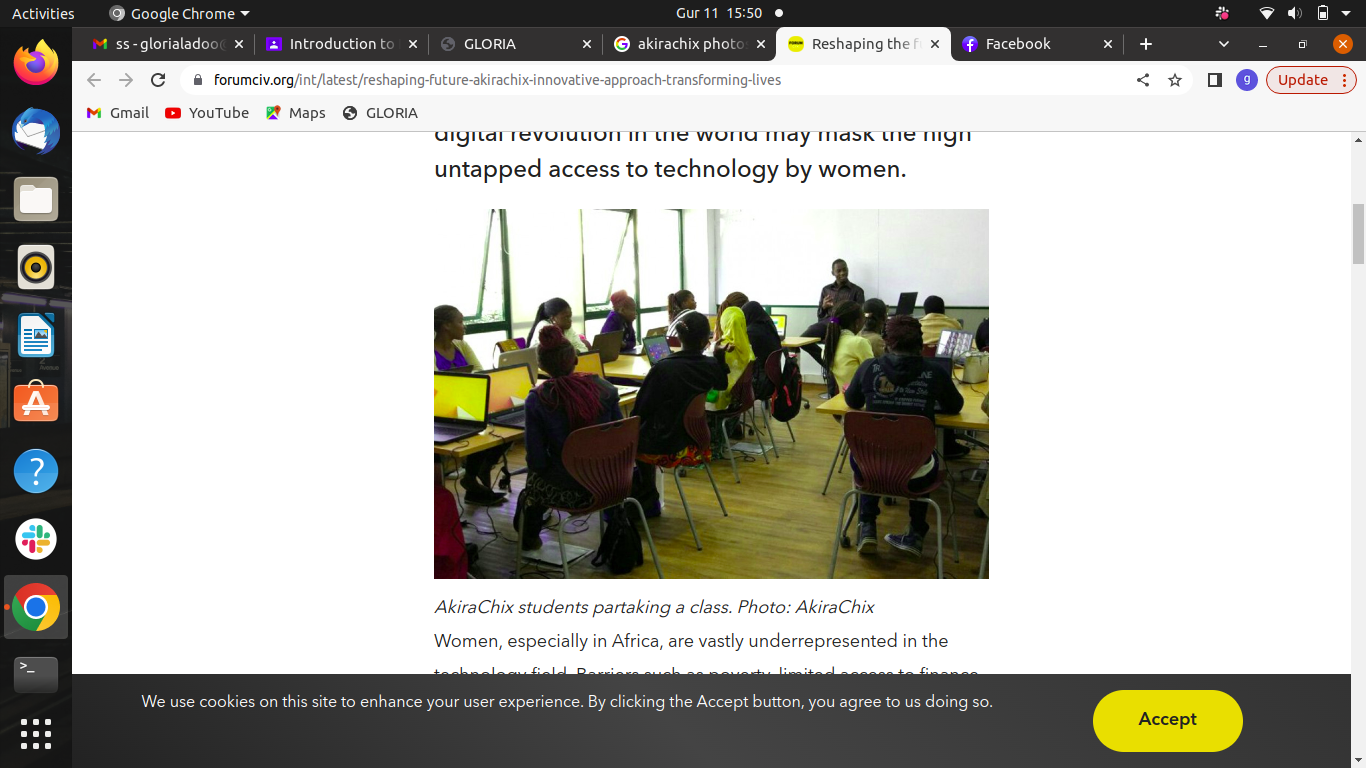 Activities
Google Chrome
Gur 11 15:50
ss - glorialadoo@
Introduction to
GLORIA
akirachix photo
Reshaping the f
Facebook
forumciv.org/int/latest/reshaping-future-akirachix-innovative-approach-transforming-lives
g
Update
Gmail
YouTube
Maps
GLORIA
digital revolution in the world may mask the high
untapped access to technology by women.
AkiraChix students partaking a class. Photo: AkiraChix
Women, especially in Africa, are vastly underrepresented in the
technology field. Barriers such as poverty, limited access to finance
We use cookies on this site to enhance your user experience. By clicking the Accept button, you agree to us doing so.
Accept